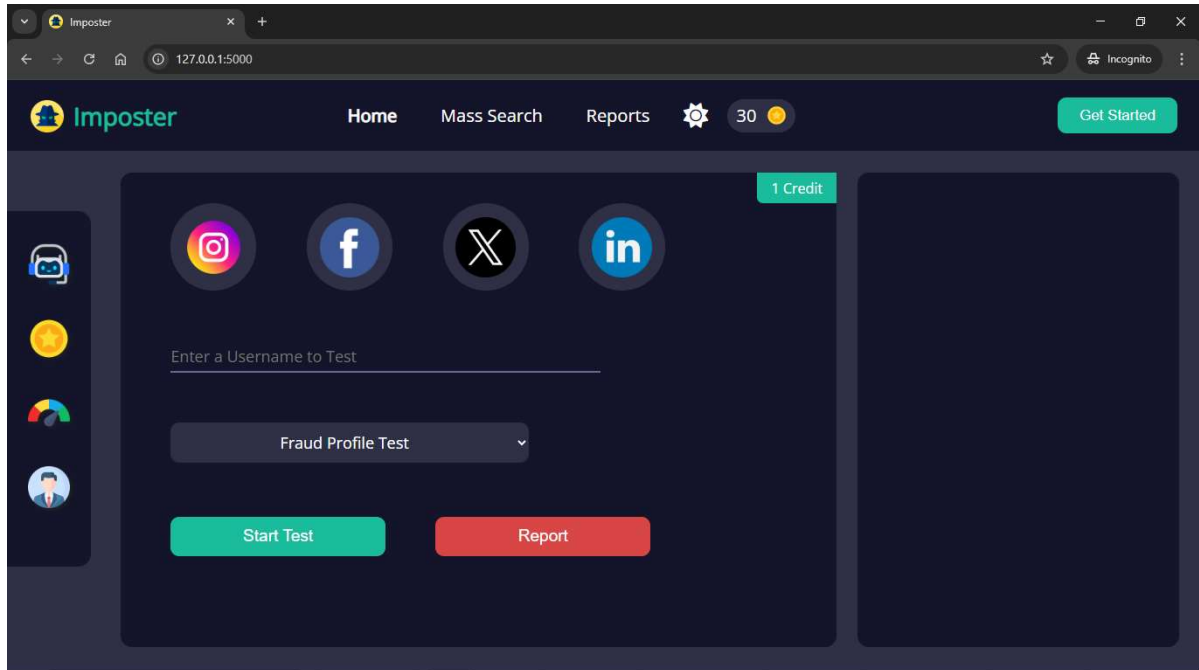 Imposter
127.0.0.1:5000
Incognito
Imposter
Home Mass Search Reports 30 Get Started
1 Credit
f X in
Enter a Username to Test
Fraud Profile Test
Start Test Report